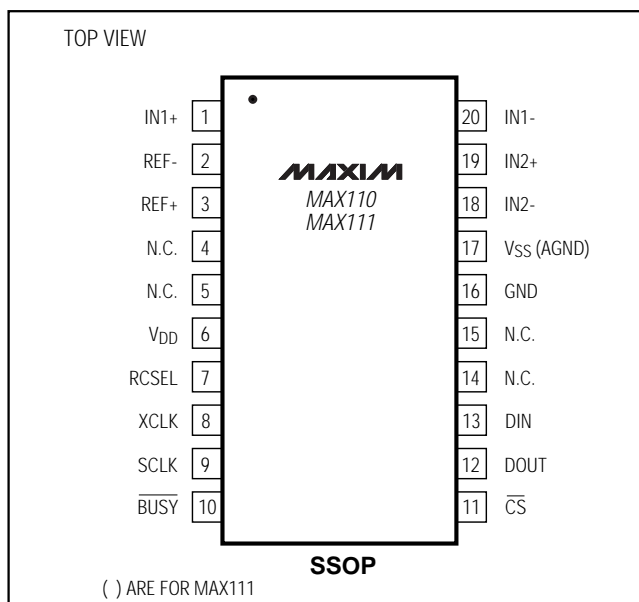 TOP VIEW
IN1+ 1
REF- 2
REF+ 3
N.C. 4
N.C. 5
VDD 6
RCSEL 7
XCLK 8
SCLK 9
BUSY 10
MAXIM
MAX110
MAX111
20 IN1-
19 IN2+
18 IN2-
17 VSS (AGND)
16 GND
15 N.C.
14 N.C.
13 DIN
12 DOUT
11 CS
SSOP
( ) ARE FOR MAX111